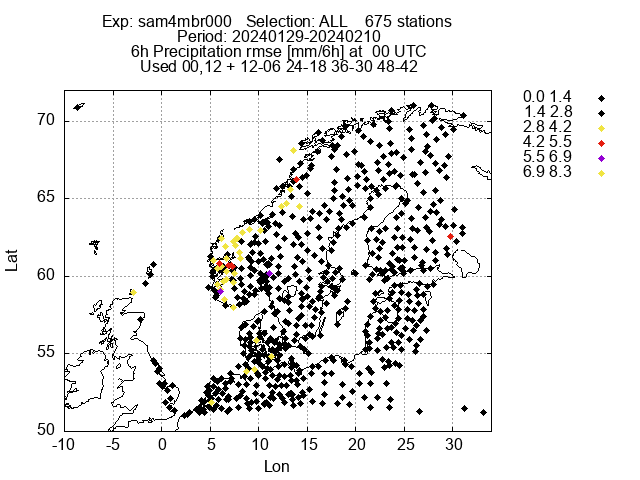 Exp: sam4mbr000 Selection: ALL 675 stations
Period: 20240129-20240210
6h Precipitation rmse [mm/6h] at 00 UTC
Used 00,12 + 12-06 24-18 36-30 48-42
0.0 1.4
1.4 2.8
2.8 4.2
4.2 5.5
5.5 6.9
6.9 8.3
70
65
60
55
50
Lat
-10 -5 0 5 10 15 20 25 30
Lon